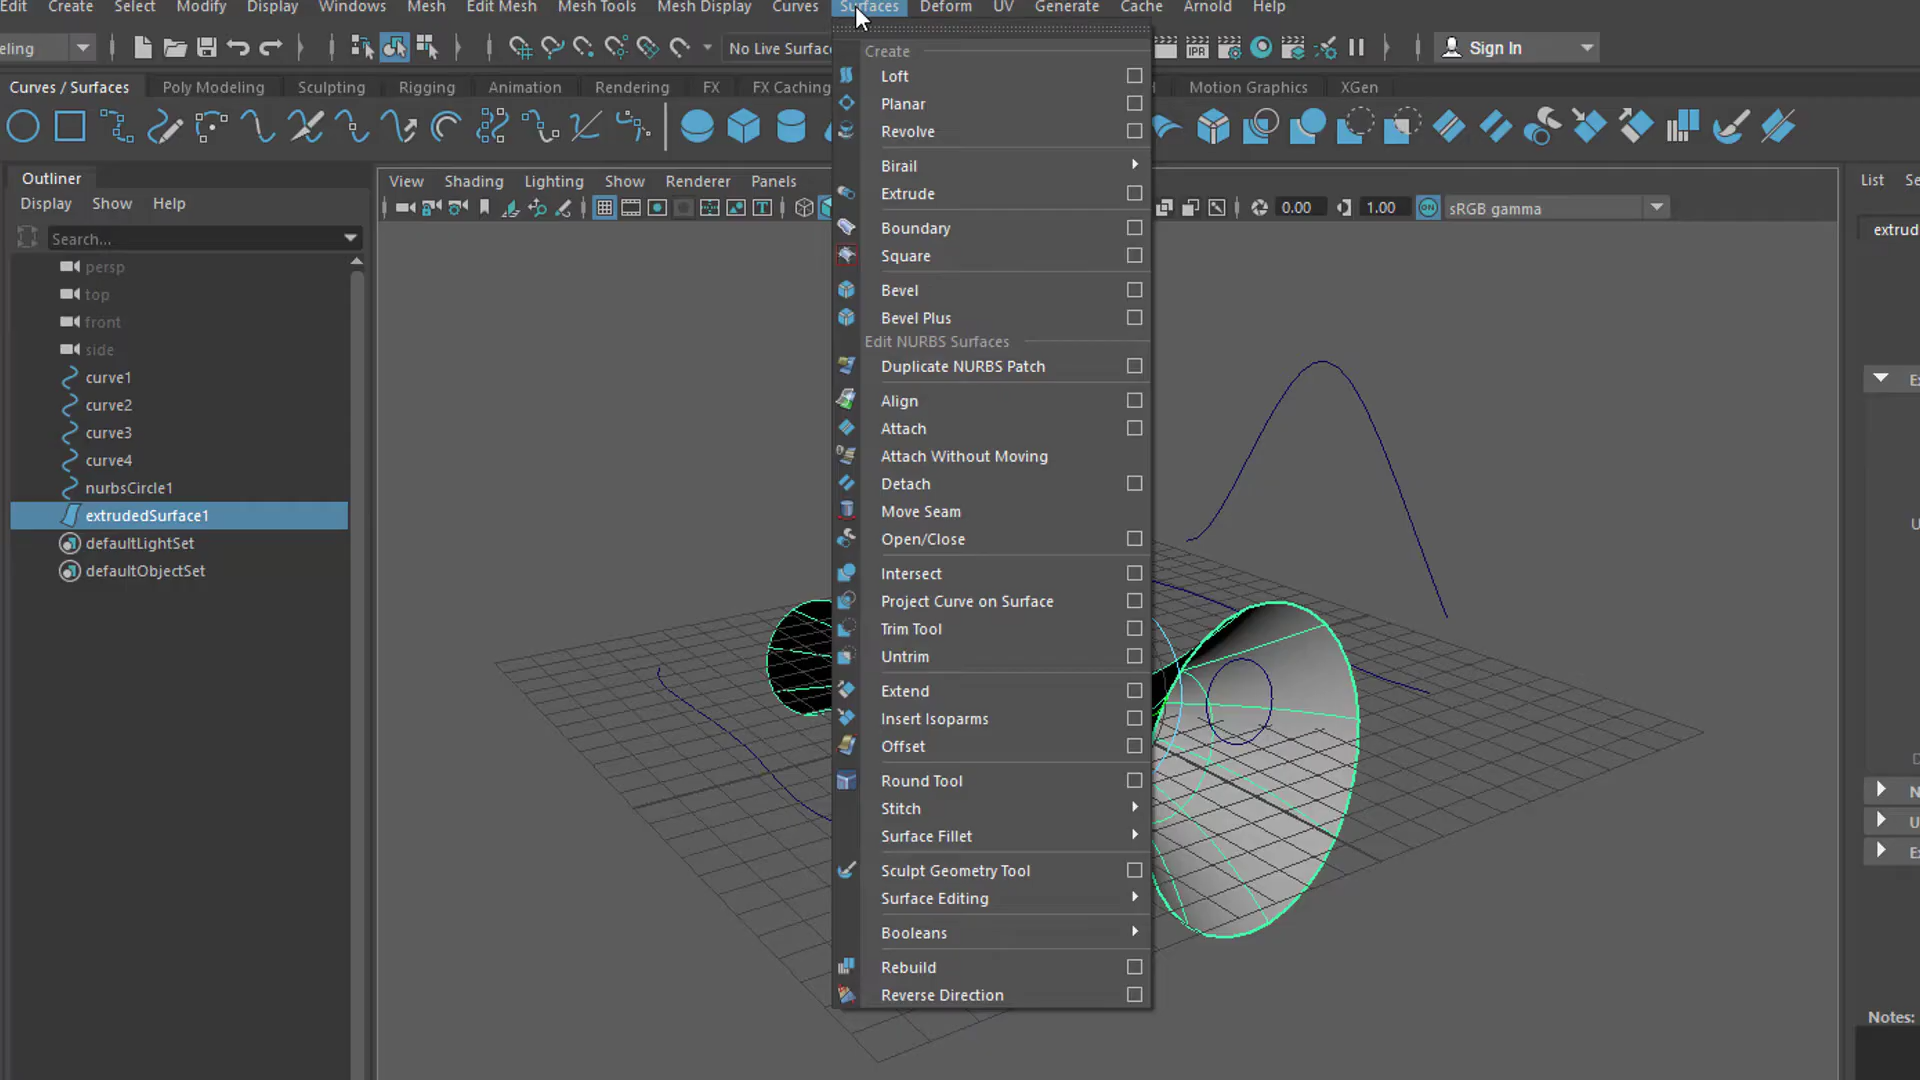 Edit Create Select Modify Display Windows Mesh Edit Mesh Mesh Tools Mesh Display Curves Surfaces Deform UV Generate Cache Arnold Help
eling No Live Surfac IPR Sign In
Curves / Surfaces Poly Modeling Sculpting Rigging Animation Rendering FX FX Caching Motion Graphics XGen
Outliner
Display Show Help
Search...
persp
top
front
side
curve1
curve2
curve3
curve4
nurbsCircle1
extrudedSurface1
defaultLightSet
defaultObjectSet
View Shading Lighting Show Renderer Panels
0.00 1.00 ON sRGB gamma
Create
Loft
Planar
Revolve
Birail
Extrude
Boundary
Square
Bevel
Bevel Plus
Edit NURBS Surfaces
Duplicate NURBS Patch
Align
Attach
Attach Without Moving
Detach
Move Seam
Open/Close
Intersect
Project Curve on Surface
Trim Tool
Untrim
Extend
Insert Isoparms
Offset
Round Tool
Stitch
Surface Fillet
Sculpt Geometry Tool
Surface Editing
Booleans
Rebuild
Reverse Direction
List Se
extrud
Ex
U
N
U
Ex
Notes: